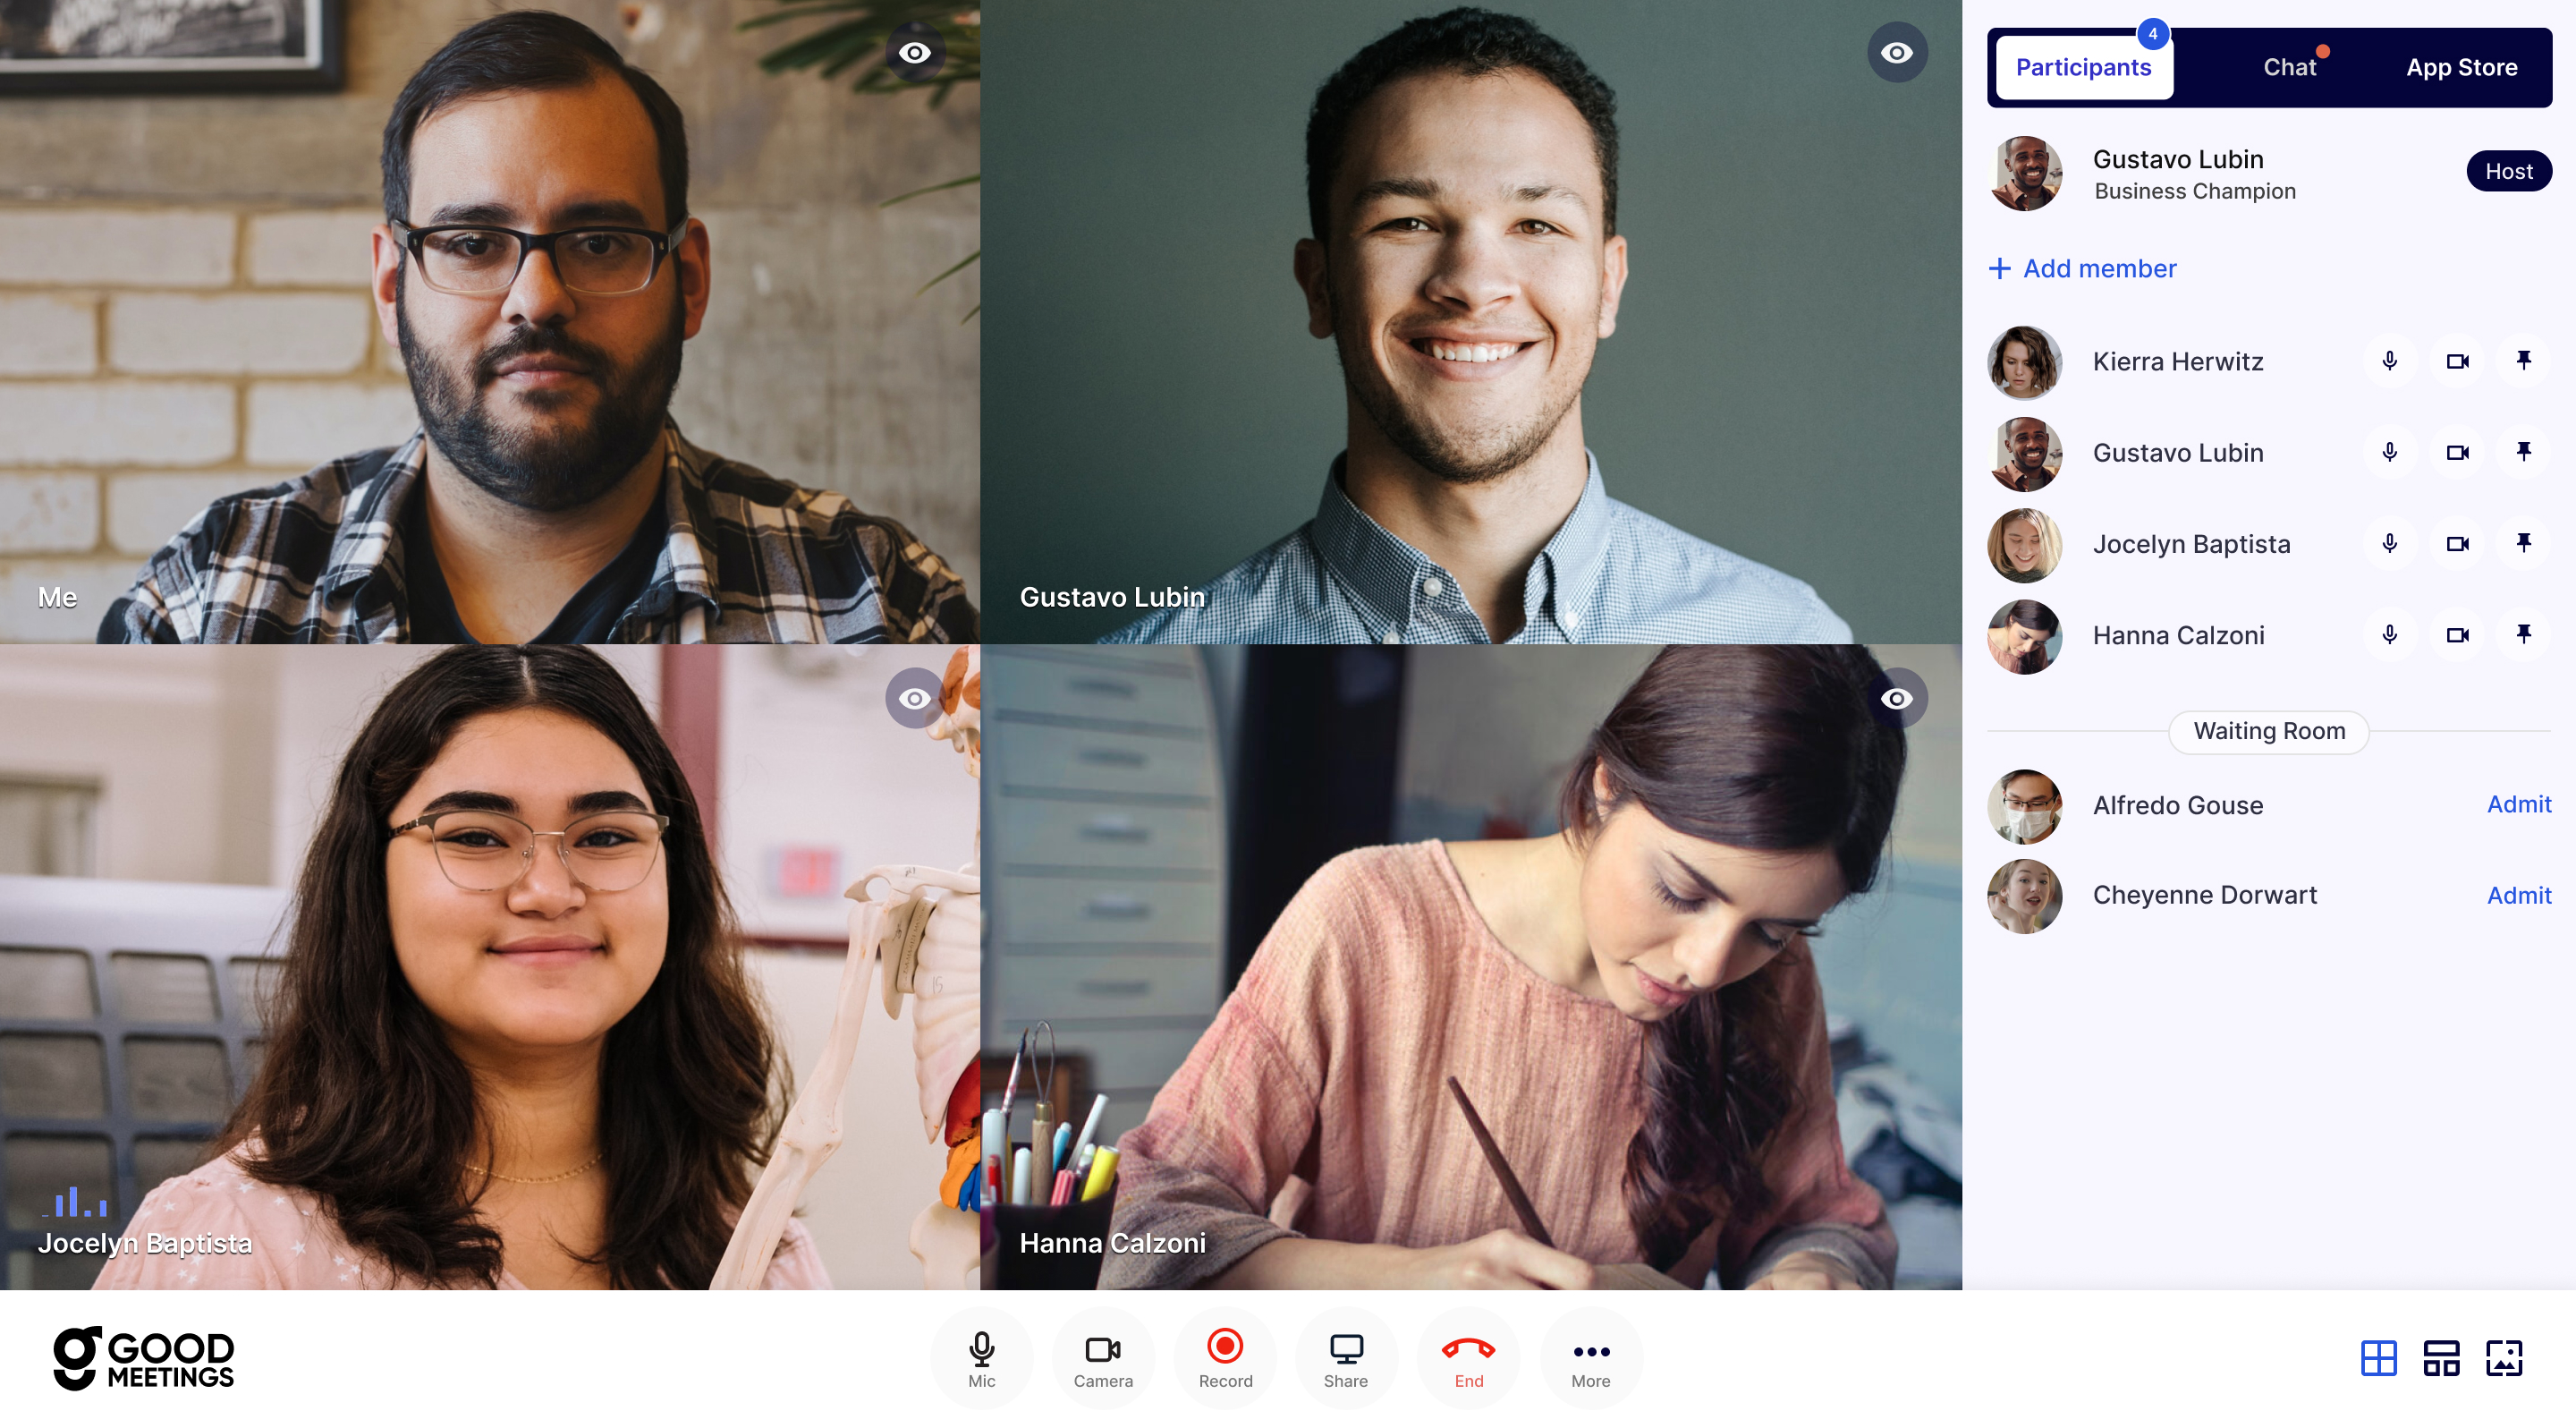 Me
Gustavo Lubin
Jocelyn Baptista
Hanna Calzoni
Participants
4
Chat
App Store
Gustavo Lubin
Business Champion
Host
+ Add member
Kierra Herwitz
Gustavo Lubin
Jocelyn Baptista
Hanna Calzoni
Waiting Room
Alfredo Gouse
Admit
Cheyenne Dorwart
Admit
g GOOD
MEETINGS
Mic
Camera
Record
Share
End
More